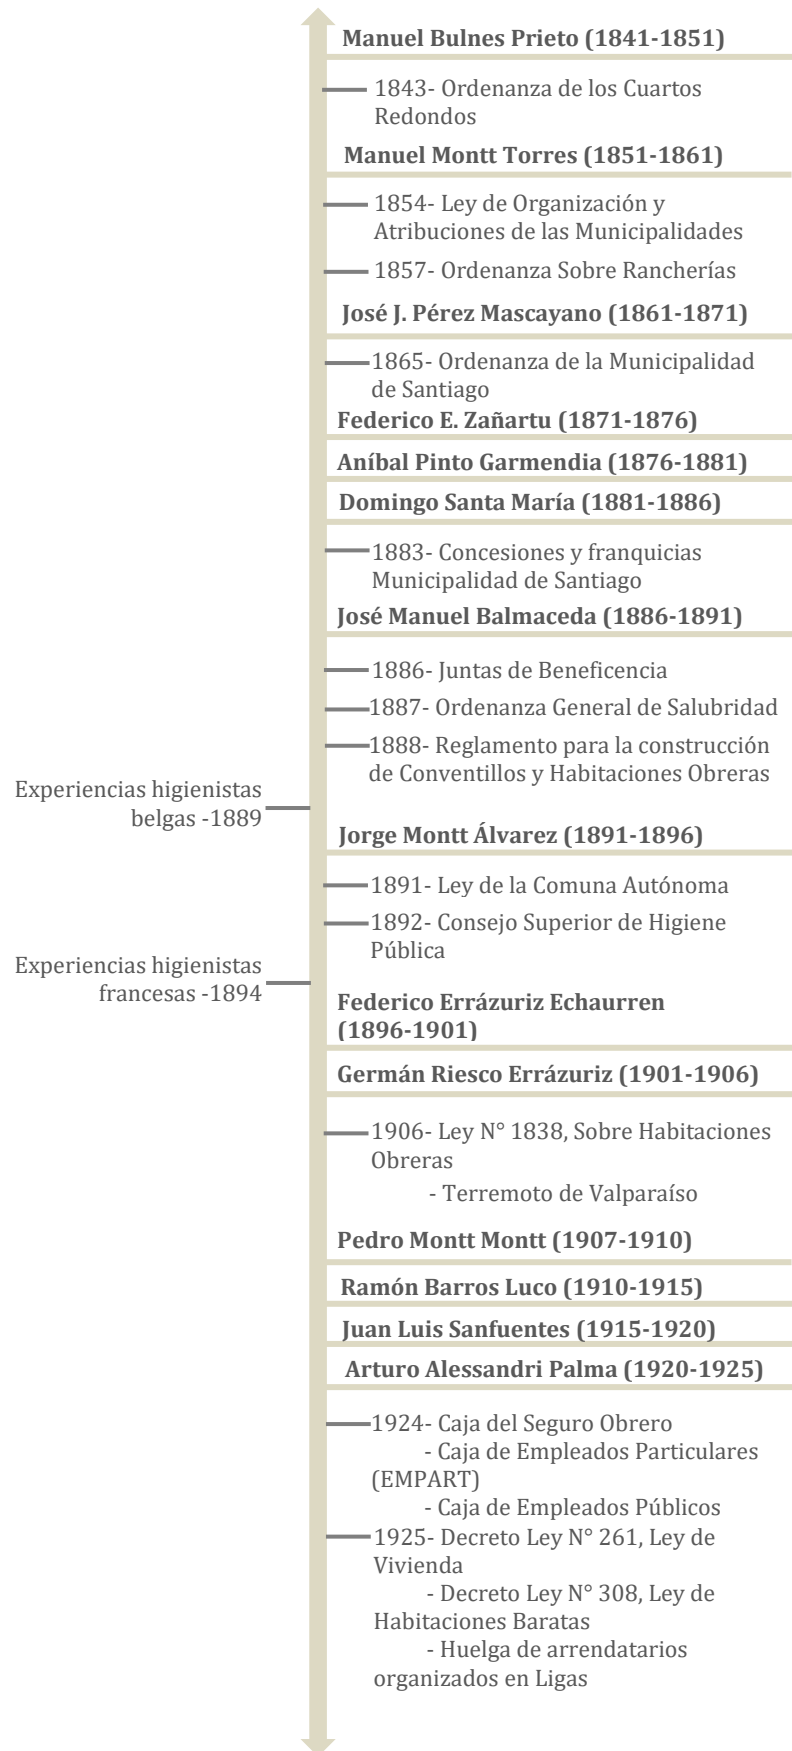 Manuel Bulnes Prieto (1841-1851)
1843- Ordenanza de los Cuartos
Redondos
Manuel Montt Torres (1851-1861)
1854- Ley de Organización y
Atribuciones de las Municipalidades
1857- Ordenanza Sobre Rancherías
José J. Pérez Mascayano (1861-1871)
1865- Ordenanza de la Municipalidad
de Santiago
Federico E. Zañartu (1871-1876)
Aníbal Pinto Garmendia (1876-1881)
Domingo Santa María (1881-1886)
1883- Concesiones y franquicias
Municipalidad de Santiago
José Manuel Balmaceda (1886-1891)
1886- Juntas de Beneficencia
1887- Ordenanza General de Salubridad
1888- Reglamento para la construcción
de Conventillos y Habitaciones Obreras
Experiencias higienistas
belgas -1889
Jorge Montt Álvarez (1891-1896)
1891- Ley de la Comuna Autónoma
1892- Consejo Superior de Higiene
Pública
Experiencias higienistas
francesas -1894
Federico Errázuriz Echaurren
(1896-1901)
Germán Riesco Errázuriz (1901-1906)
1906- Ley N° 1838, Sobre Habitaciones
Obreras
- Terremoto de Valparaíso
Pedro Montt Montt (1907-1910)
Ramón Barros Luco (1910-1915)
Juan Luis Sanfuentes (1915-1920)
Arturo Alessandri Palma (1920-1925)
1924- Caja del Seguro Obrero
- Caja de Empleados Particulares
(EMPART)
- Caja de Empleados Públicos
1925- Decreto Ley N° 261, Ley de
Vivienda
- Decreto Ley N° 308, Ley de
Habitaciones Baratas
- Huelga de arrendatarios
organizados en Ligas